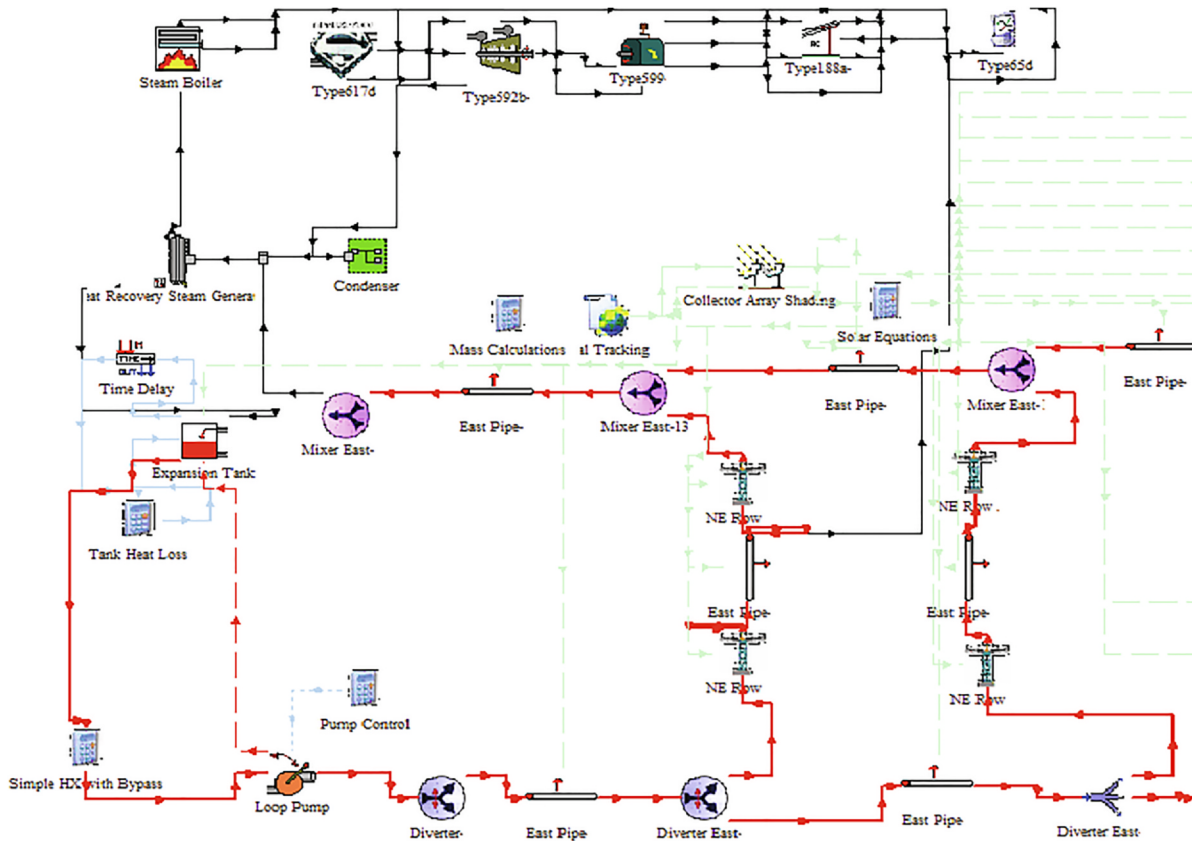 Steam Boiler
Type617d
Type592b-
Type599-
Type188a-
Type65d
eat Recovery Steam Genera
Condenser
Collector Array Shading
Mass Calculations
al Tracking
Solar Equations
TIME
OUT
Time Delay
Mixer East-
East Pipe-
Mixer East-13
East Pipe-
Mixer East-
East Pipe-
Expansion Tank
Tank Heat Loss
NE Row
NE Row
East Pipe-
East Pipe-
NE Row
NE Row
Pump Control
Simple HX with Bypass
Loop Pump
Diverter-
East Pipe-
Diverter East-
East Pipe
Diverter East-